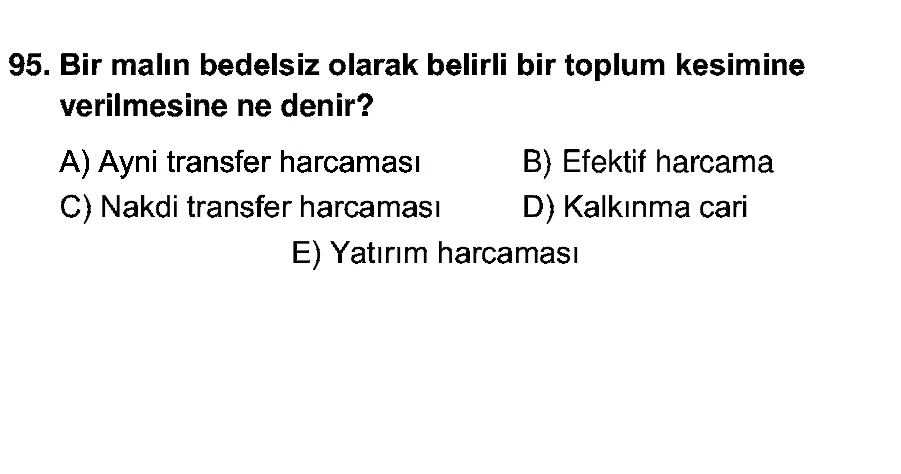 95. Bir malın bedelsiz olarak belirli bir toplum kesimine
verilmesine ne denir?
A) Ayni transfer harcaması B) Efektif harcama
C) Nakdi transfer harcaması D) Kalkınma cari
E) Yatırım harcaması